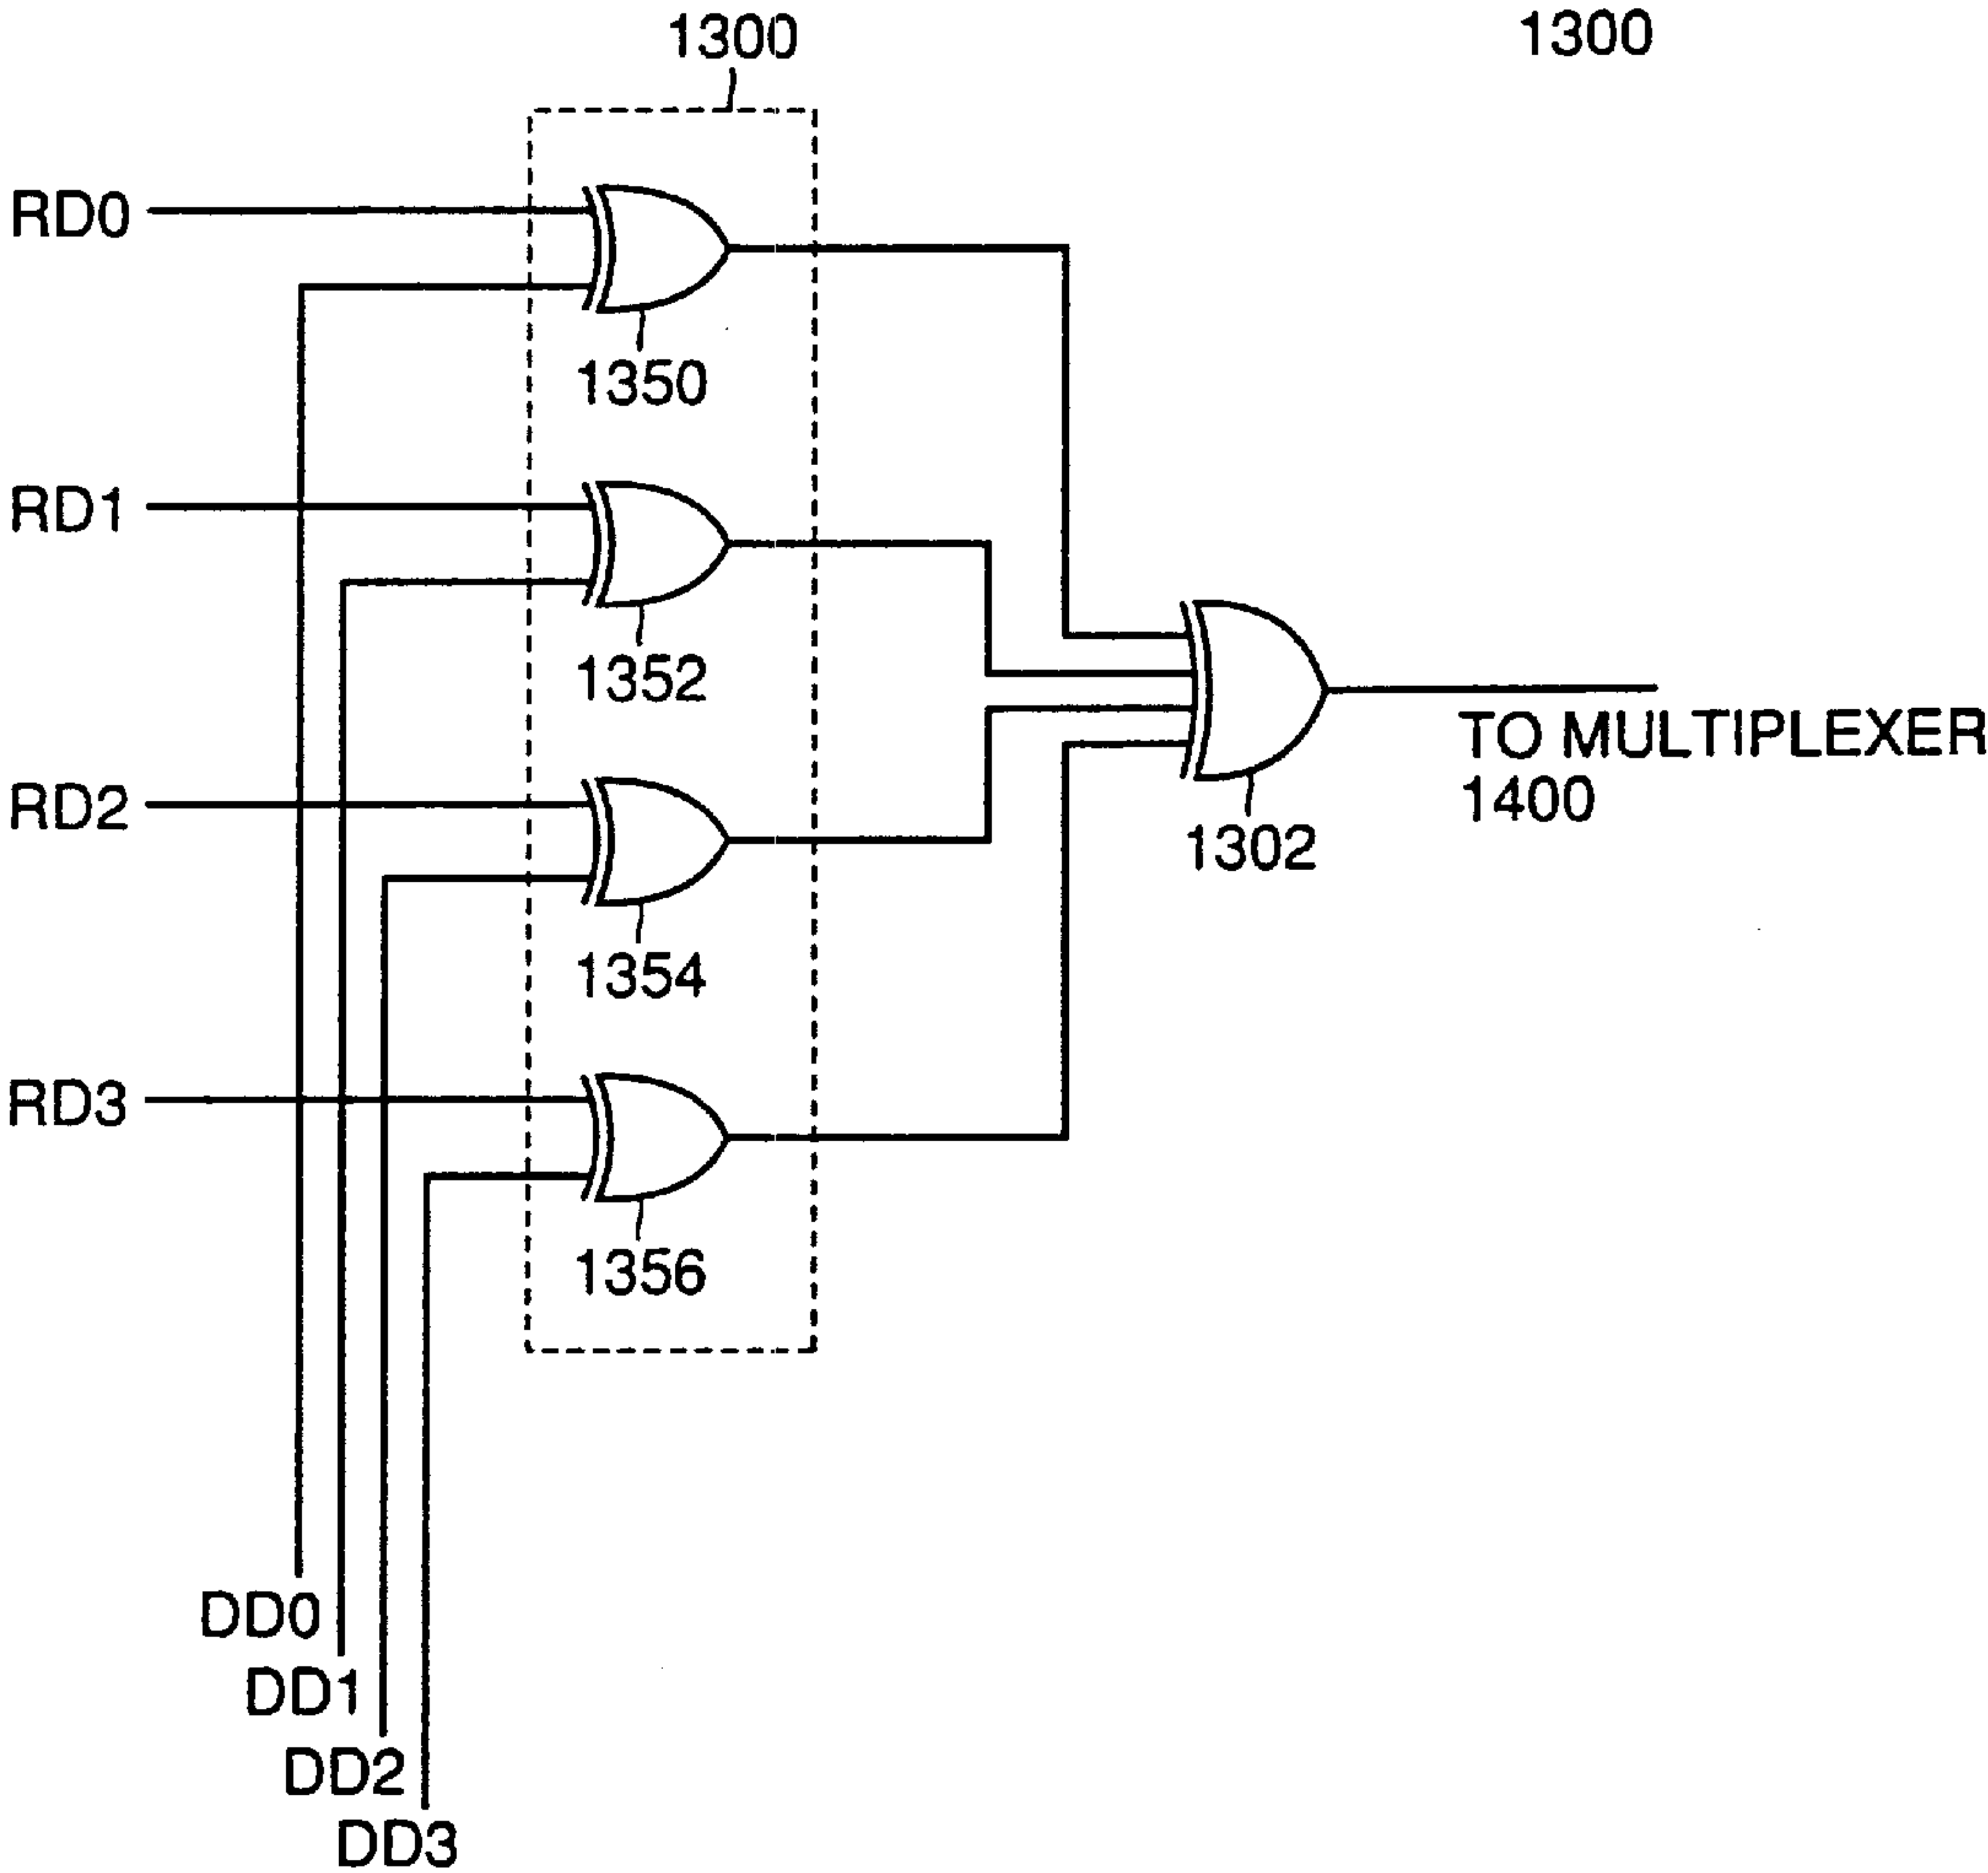 1300
1300
RD0
1350
RD1
1352
TO MULTIPLEXER
1400
RD2
1302
1354
RD3
1356
DD0
DD1
DD2
DD3